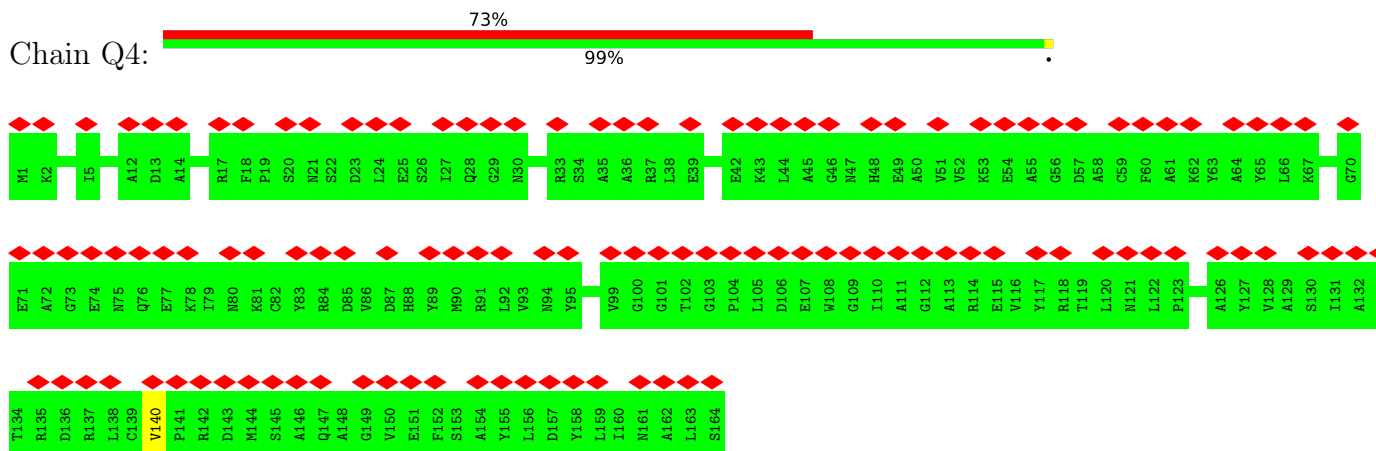 73%
Chain Q4:
99%
.
M1 K2 I5 A12 D13 A14 R17 F18 P19 S20 N21 S22 D23 L24 E25 S26 I27 Q28 G29 N30 R33 S34 A35 A36 R37 L38 E39 E42 K43 L44 A45 G46 N47 H48 E49 A50 V51 V52 K53 E54 A55 G56 D57 A58 C59 F60 A61 K62 Y63 A64 Y65 L66 K67 G70
E71 A72 G73 E74 N75 Q76 E77 K78 I79 N80 K81 C82 Y83 R84 D85 V86 D87 H88 Y89 M90 R91 L92 V93 N94 Y95 V99 G100 G101 T102 G103 P104 L105 D106 E107 W108 G109 I110 A111 G112 A113 R114 E115 V116 Y117 R118 T119 L120 N121 L122 P123 A126 Y127 V128 A129 S130 I131 A132
T134 R135 D136 R137 L138 C139 V140 P141 R142 D143 M144 S145 A146 Q147 A148 G149 V150 E151 F152 S153 A154 Y155 L156 D157 Y158 L159 I160 N161 A162 L163 S164